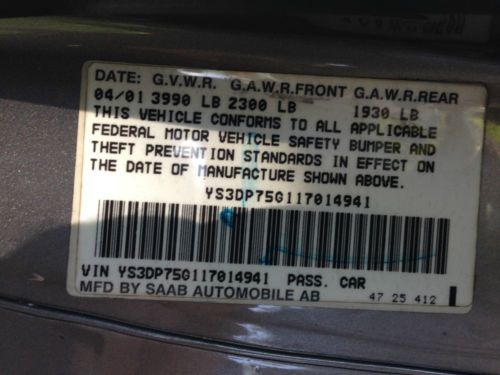 DATE: G.V.W.R. G.A.W.R.FRONT G.A.W.R.REAR
04/01 3990 LB 2300 LB 1930 LB
THIS VEHICLE CONFORMS TO ALL APPLICABLE
FEDERAL MOTOR VEHICLE SAFETY BUMPER AND
THEFT PREVENTION STANDARDS IN EFFECT ON
THE DATE OF MANUFACTURE SHOWN ABOVE.
YS3DP75G117014941
VIN YS3DP75G117014941 PASS. CAR
MFD BY SAAB AUTOMOBILE AB 47 25 412